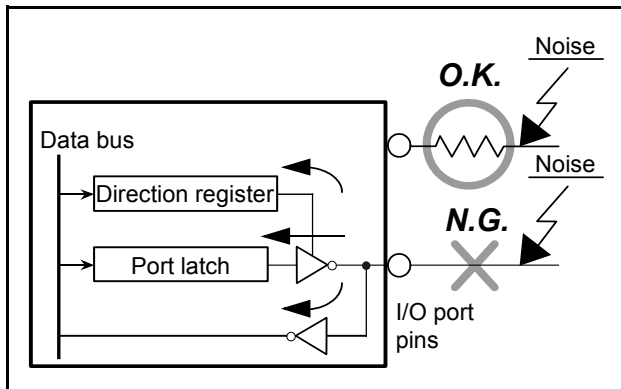 Noise
O.K.
Data bus
Noise
Direction register
N.G.
Port latch
I/O port
pins